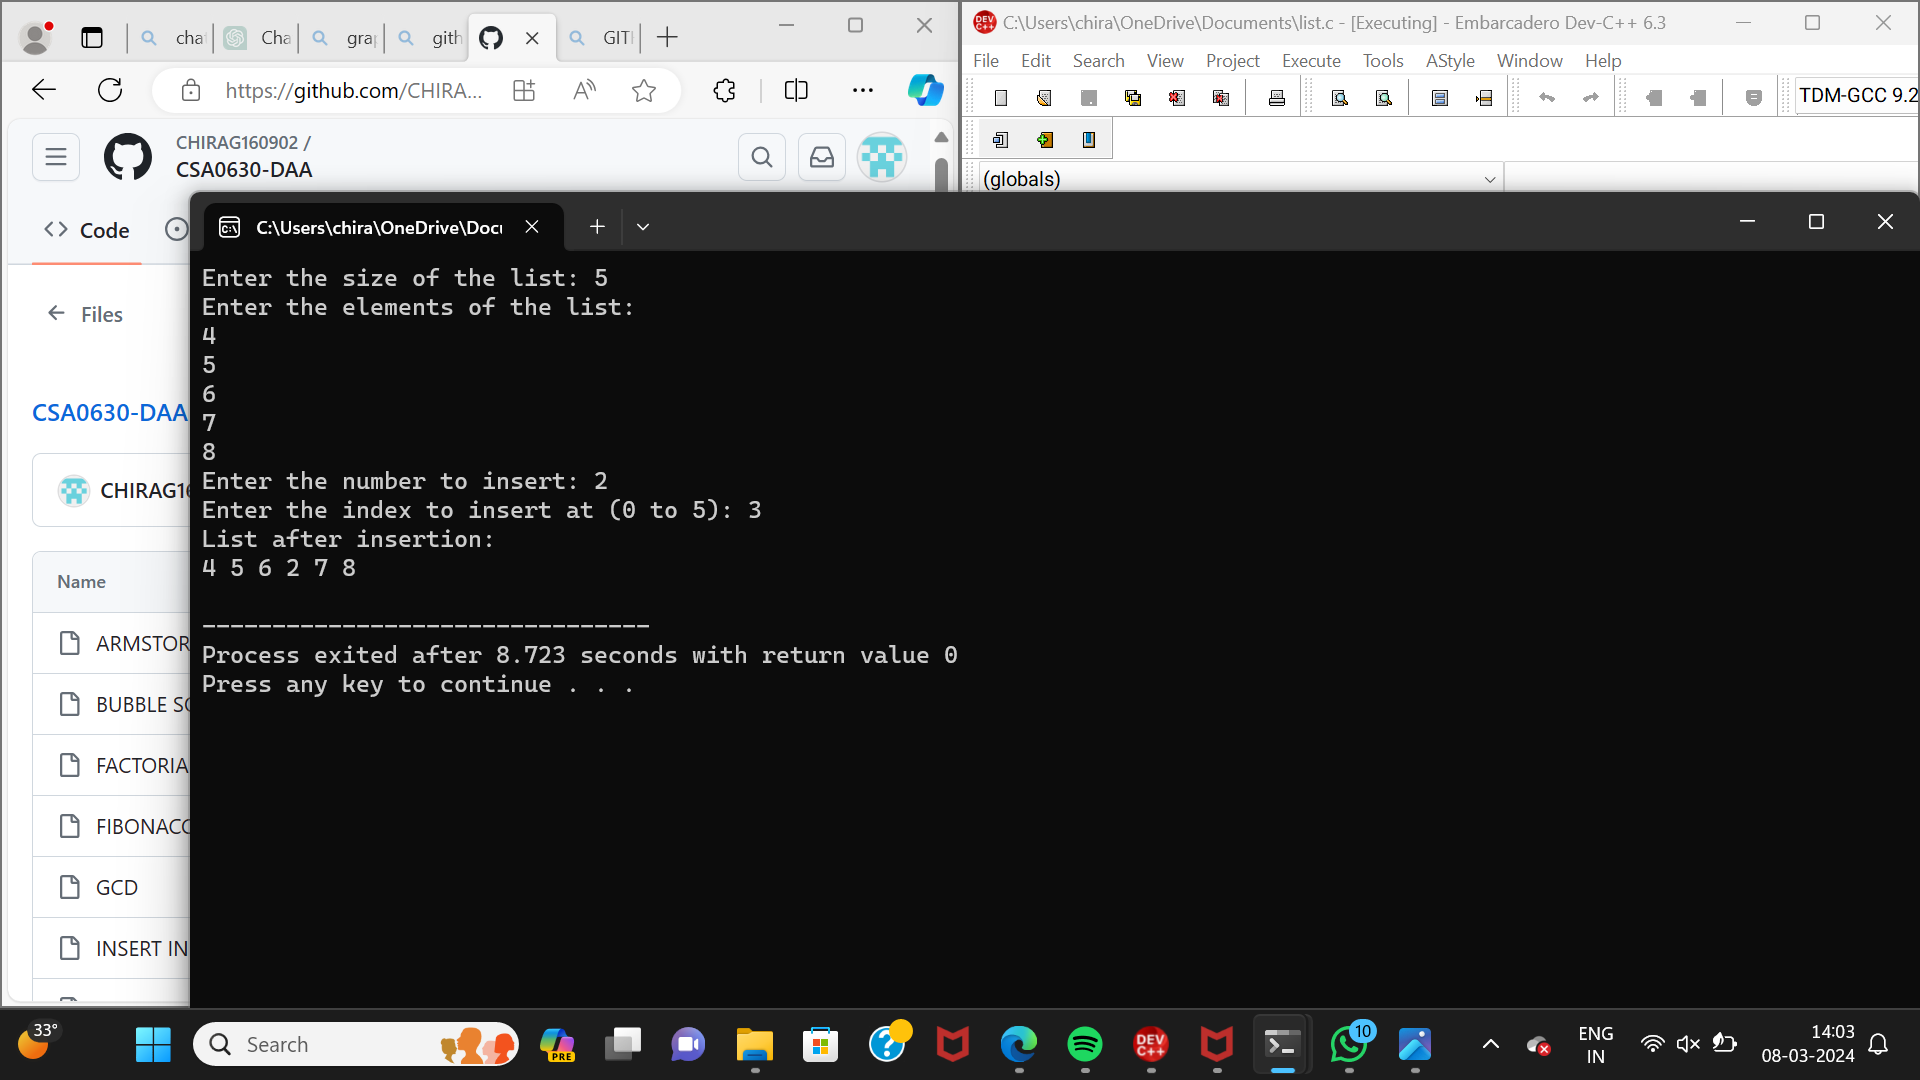 cha
Cha
gra
gith
GITI
https://github.com/CHIRA...
CHIRAG160902 /
CSA0630-DAA
Code
Files
CSA0630-DAA
CHIRAG16
Name
ARMSTOR
BUBBLE SO
FACTORIA
FIBONACC
GCD
INSERT IN
C:\Users\chira\OneDrive\Documents\list.c - [Executing] - Embarcadero Dev-C++ 6.3
File Edit Search View Project Execute Tools AStyle Window Help
TDM-GCC 9.2
(globals)
C:\Users\chira\OneDrive\Docu
Enter the size of the list: 5
Enter the elements of the list:
4
5
6
7
8
Enter the number to insert: 2
Enter the index to insert at (0 to 5): 3
List after insertion:
4 5 6 2 7 8
--------------------------------
Process exited after 8.723 seconds with return value 0
Press any key to continue . . .
33°
Search
PRE
DEV C++
10
ENG
IN
14:03
08-03-2024